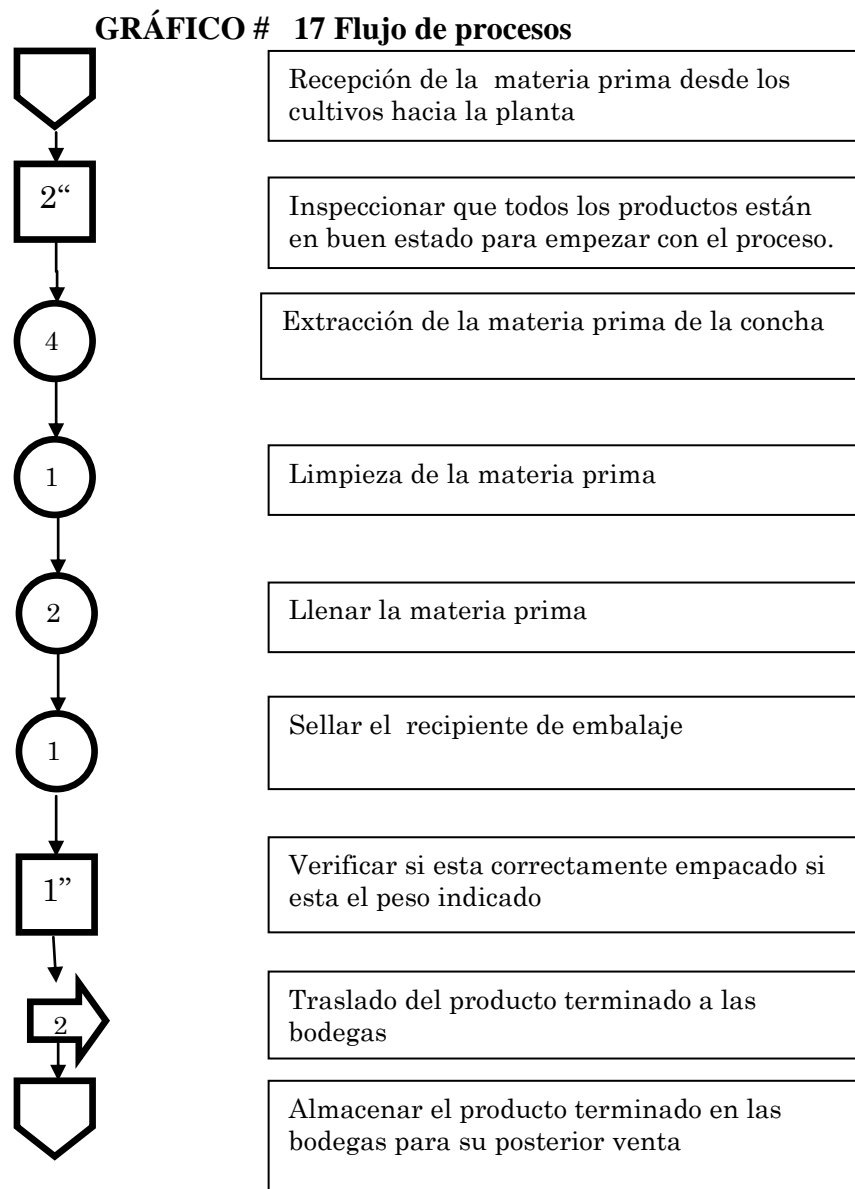 GRÁFICO # 17 Flujo de procesos
Recepción de la materia prima desde los
cultivos hacia la planta
2“
Inspeccionar que todos los productos están
en buen estado para empezar con el proceso.
4
Extracción de la materia prima de la concha
1
Limpieza de la materia prima
2
Llenar la materia prima
1
Sellar el recipiente de embalaje
1”
Verificar si esta correctamente empacado si
esta el peso indicado
2
Traslado del producto terminado a las
bodegas
Almacenar el producto terminado en las
bodegas para su posterior venta